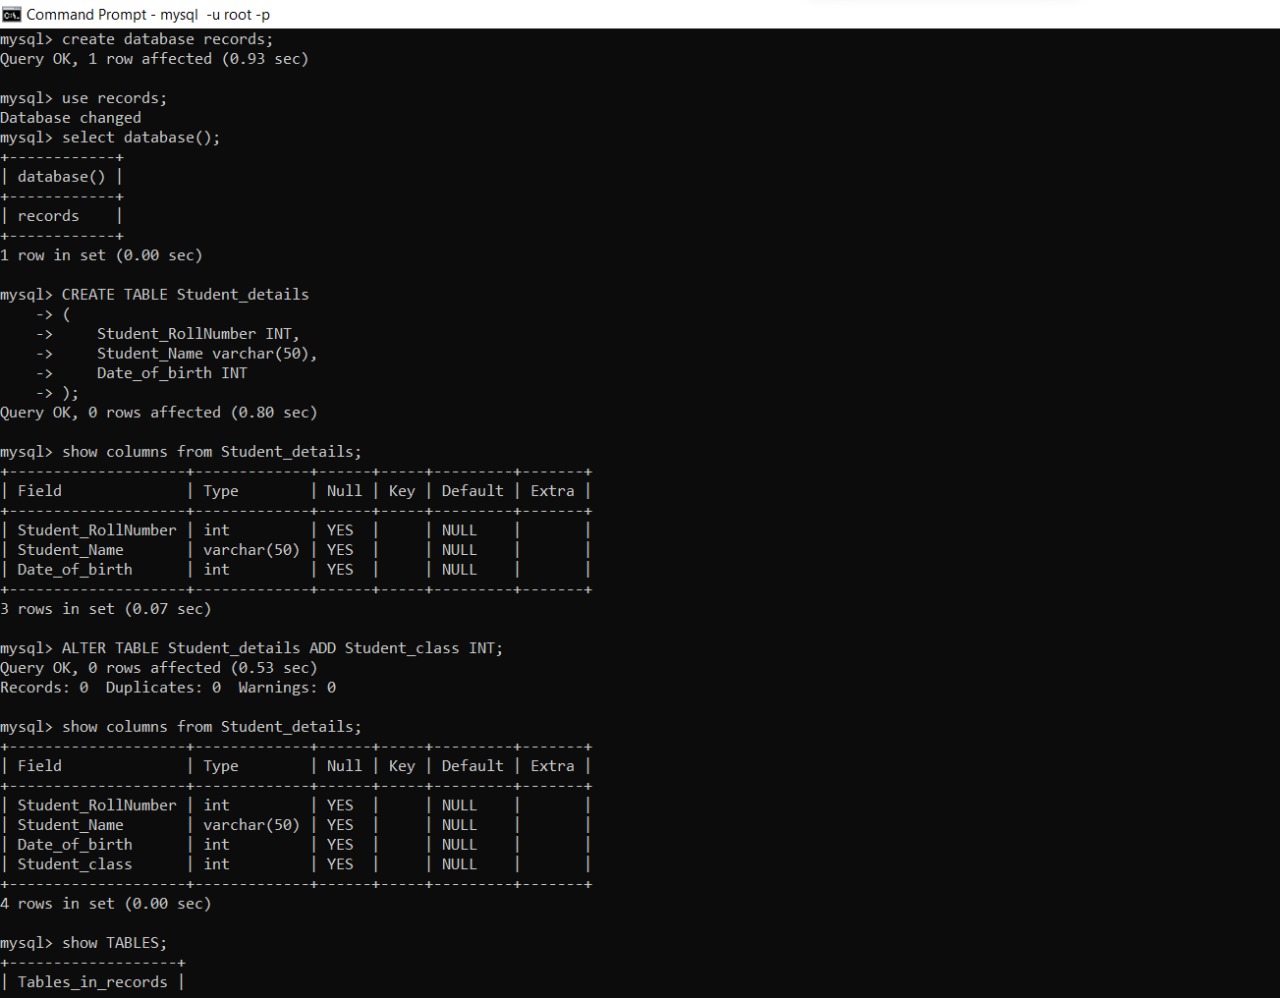 Command Prompt - mysql  -u root -p
mysql> create database records;
Query OK, 1 row affected (0.93 sec)

mysql> use records;
Database changed
mysql> select database();
+------------+
| database() |
+------------+
| records    |
+------------+
1 row in set (0.00 sec)

mysql> CREATE TABLE Student_details
    -> (
    ->     Student_RollNumber INT,
    ->     Student_Name varchar(50),
    ->     Date_of_birth INT
    -> );
Query OK, 0 rows affected (0.80 sec)

mysql> show columns from Student_details;
+--------------------+-------------+------+-----+---------+-------+
| Field              | Type        | Null | Key | Default | Extra |
+--------------------+-------------+------+-----+---------+-------+
| Student_RollNumber | int         | YES  |     | NULL    |       |
| Student_Name       | varchar(50) | YES  |     | NULL    |       |
| Date_of_birth      | int         | YES  |     | NULL    |       |
+--------------------+-------------+------+-----+---------+-------+
3 rows in set (0.07 sec)

mysql> ALTER TABLE Student_details ADD Student_class INT;
Query OK, 0 rows affected (0.53 sec)
Records: 0  Duplicates: 0  Warnings: 0

mysql> show columns from Student_details;
+--------------------+-------------+------+-----+---------+-------+
| Field              | Type        | Null | Key | Default | Extra |
+--------------------+-------------+------+-----+---------+-------+
| Student_RollNumber | int         | YES  |     | NULL    |       |
| Student_Name       | varchar(50) | YES  |     | NULL    |       |
| Date_of_birth      | int         | YES  |     | NULL    |       |
| Student_class      | int         | YES  |     | NULL    |       |
+--------------------+-------------+------+-----+---------+-------+
4 rows in set (0.00 sec)

mysql> show TABLES;
+-------------------+
| Tables_in_records |